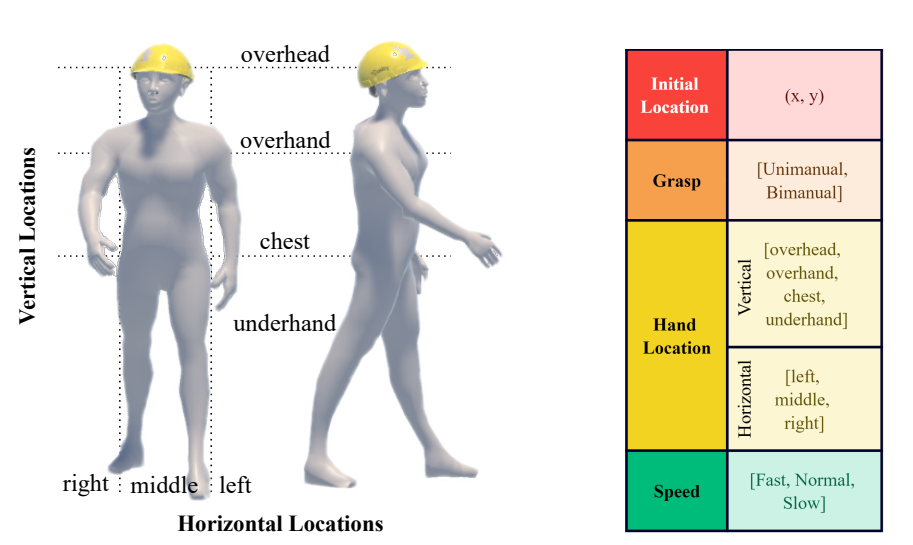 overhead
overhand
chest
underhand
Vertical Locations
right
middle
left
Horizontal Locations
Initial
Location
(x, y)
Grasp
[Unimanual,
Bimanual]
Hand
Location
Vertical
[overhead,
overhand,
chest,
underhand]
Horizontal
[left,
middle,
right]
Speed
[Fast, Normal,
Slow]